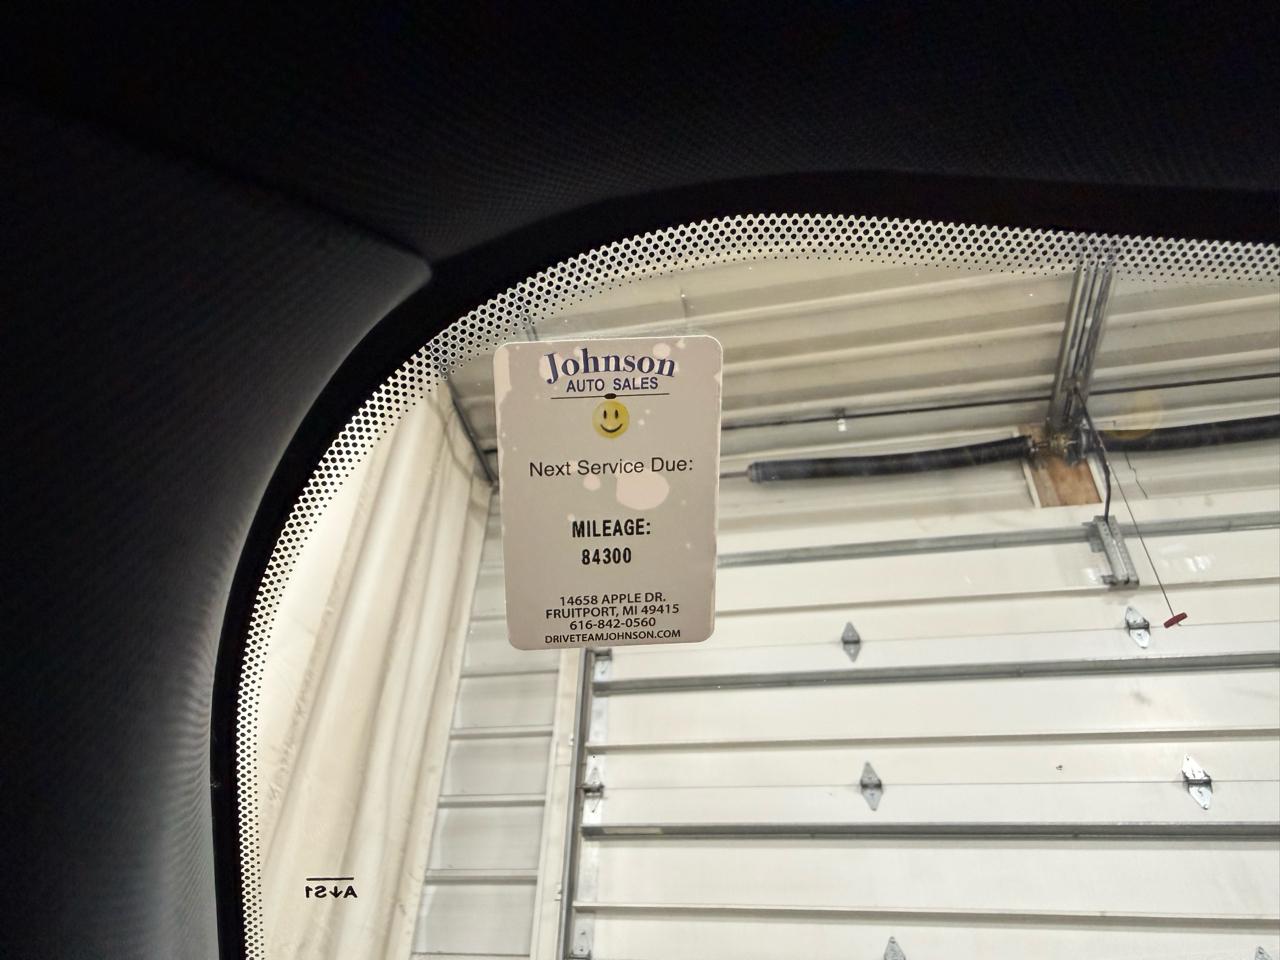 Johnson
AUTO SALES
Next Service Due:
MILEAGE:
84300
14658 APPLE DR.
FRUITPORT, MI 49415
616-842-0560
DRIVETEAMJOHNSON.COM
A↓S1